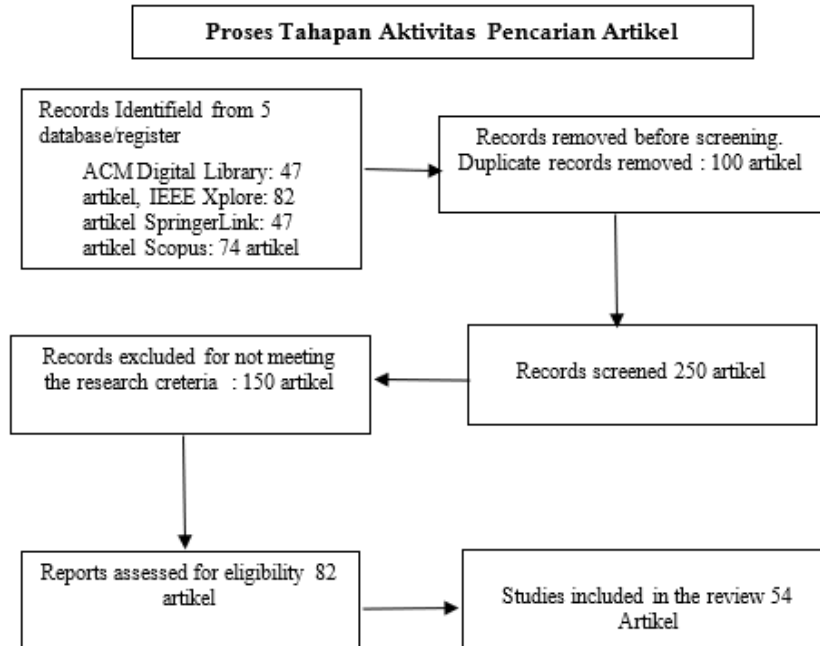 Proses Tahapan Aktivitas Pencarian Artikel
Records Identifield from 5
database/register
ACM Digital Library: 47
artikel, IEEE Xplore: 82
artikel SpringerLink: 47
artikel Scopus: 74 artikel
Records removed before screening.
Duplicate records removed : 100 artikel
Records screened 250 artikel
Records excluded for not meeting
the research creteria : 150 artikel
Reports assessed for eligibility 82
artikel
Studies included in the review 54
Artikel